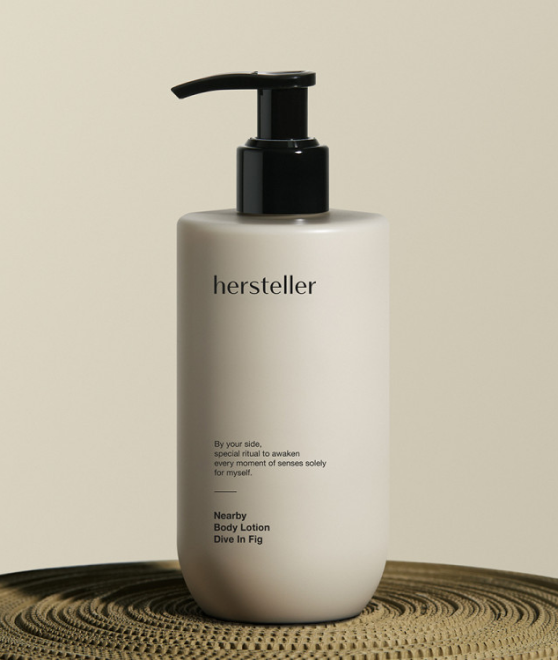 hersteller
By your side,
special ritual to awaken
every moment of senses solely
for myself.
Nearby
Body Lotion
Dive In Fig